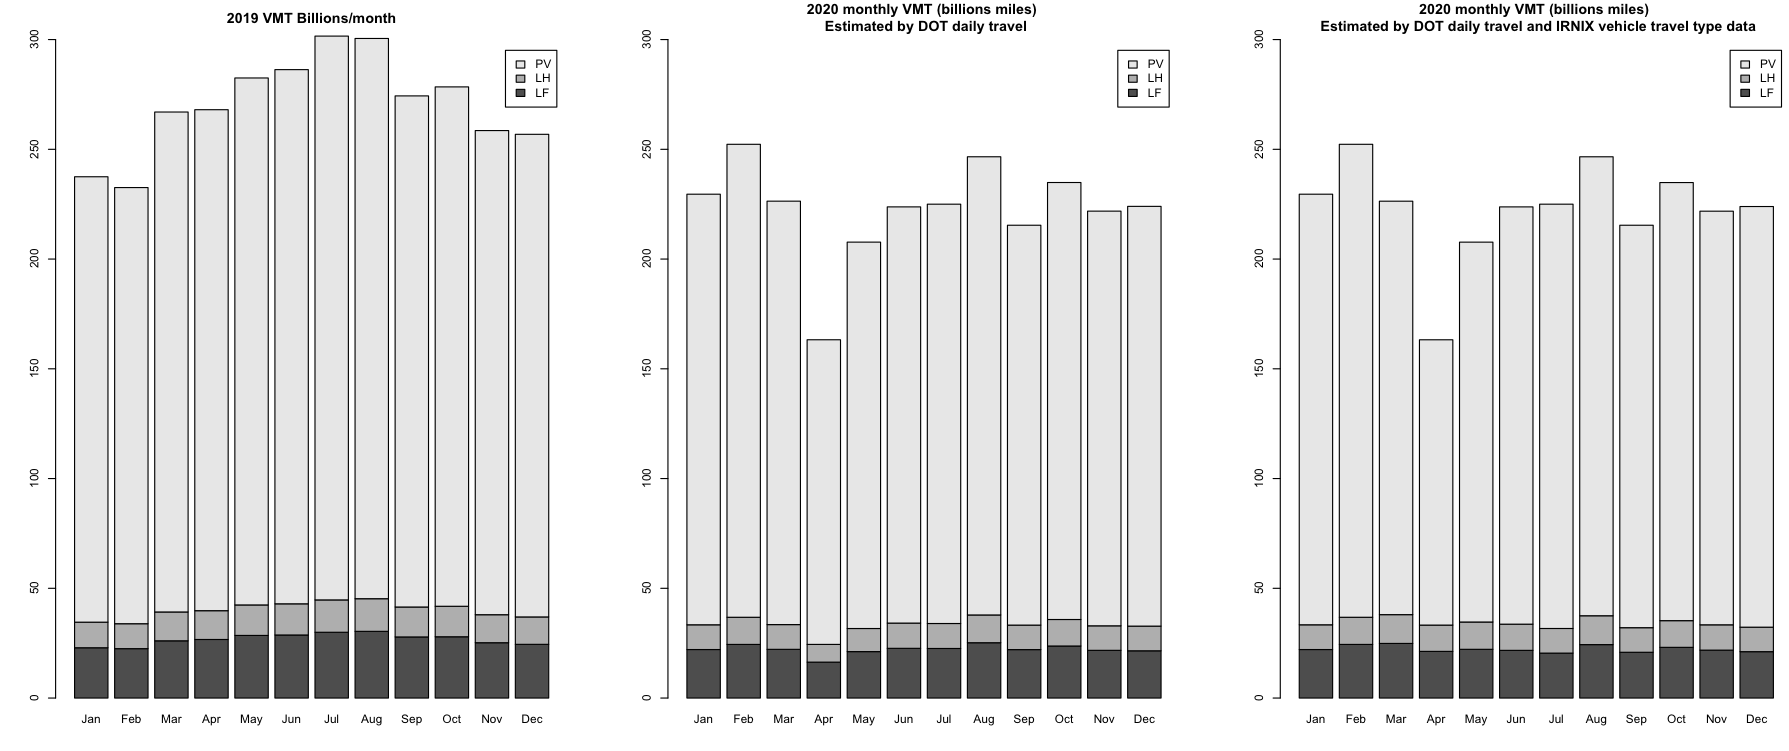 2019 VMT Billions/month
300
250
200
150
100
50
0
PV
LH
LF
Jan Feb Mar Apr May Jun Jul Aug Sep Oct Nov Dec
2020 monthly VMT (billions miles)
Estimated by DOT daily travel
300
250
200
150
100
50
0
PV
LH
LF
Jan Feb Mar Apr May Jun Jul Aug Sep Oct Nov Dec
2020 monthly VMT (billions miles)
Estimated by DOT daily travel and IRNIX vehicle travel type data
300
250
200
150
100
50
0
PV
LH
LF
Jan Feb Mar Apr May Jun Jul Aug Sep Oct Nov Dec